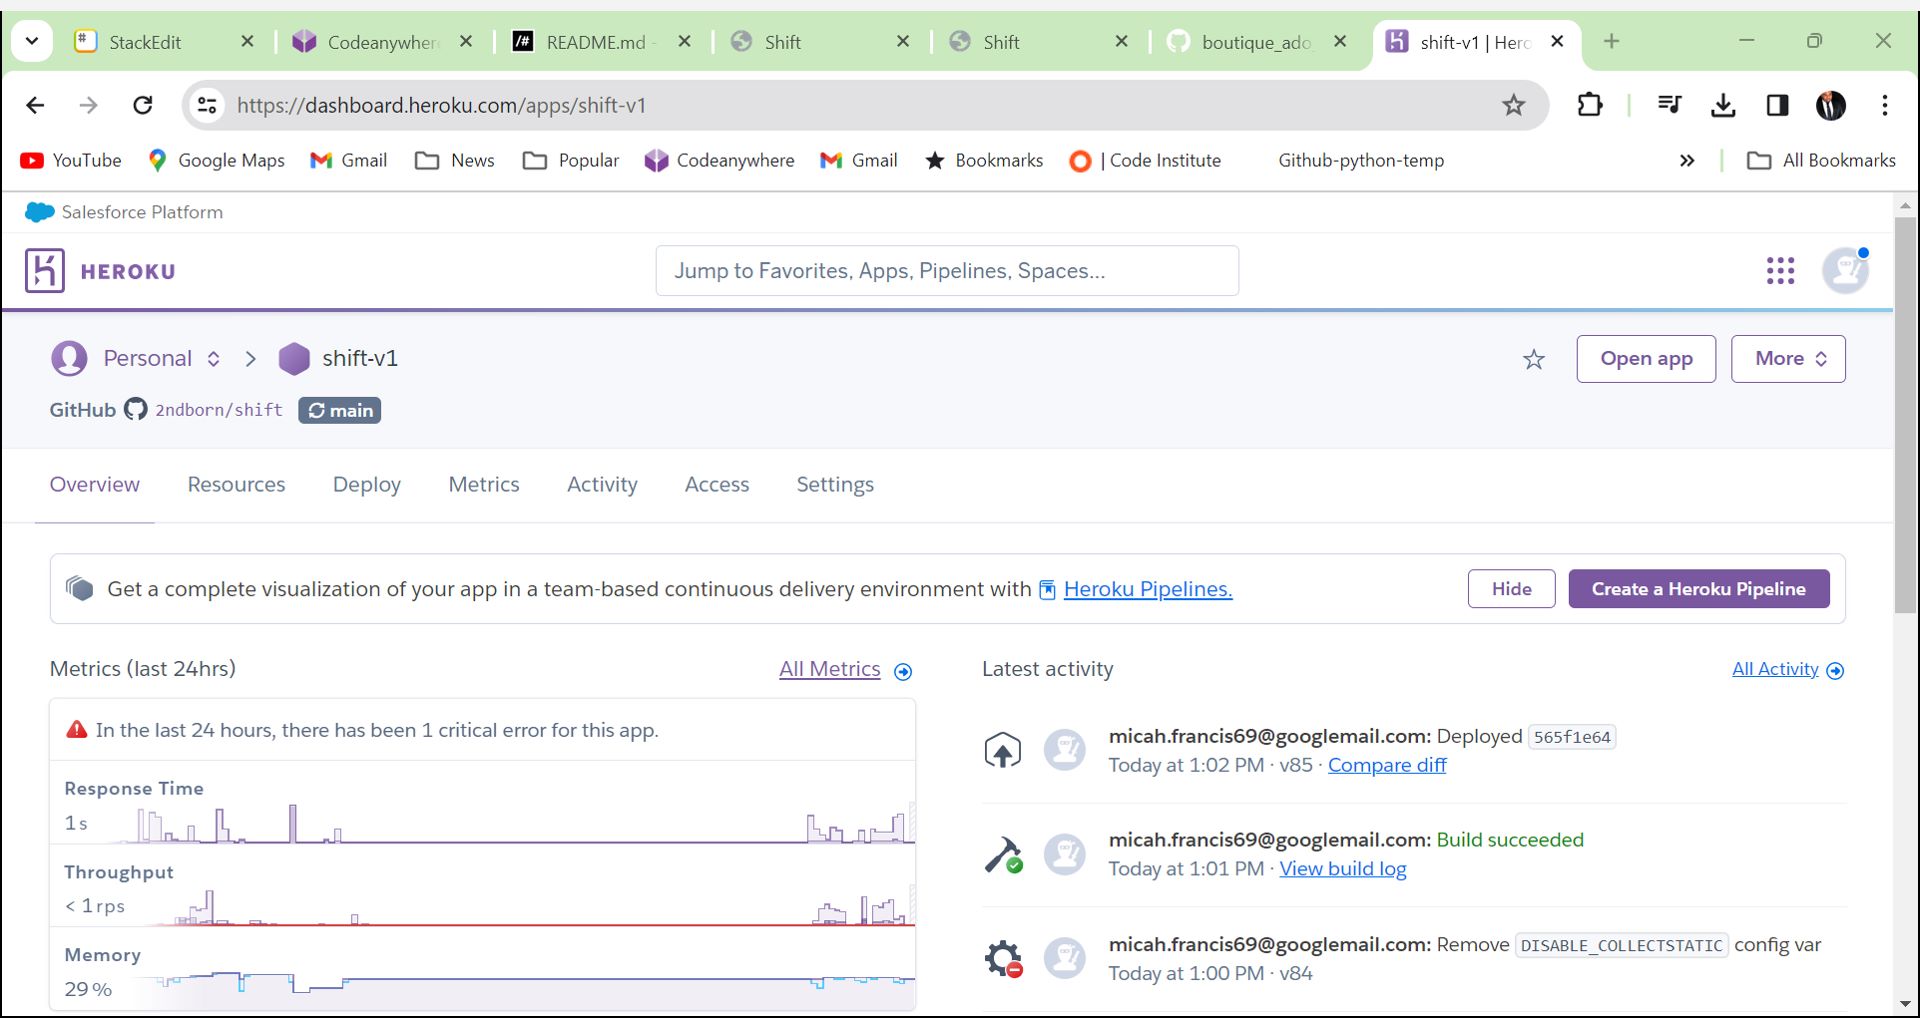 StackEdit
Codeanywhere
README.md -
Shift
Shift
boutique_ado
shift-v1 | Hero
https://dashboard.heroku.com/apps/shift-v1
YouTube Google Maps Gmail News Popular Codeanywhere Gmail Bookmarks | Code Institute Github-python-temp » All Bookmarks
Salesforce Platform
HEROKU
Jump to Favorites, Apps, Pipelines, Spaces...
Personal > shift-v1
Open app
More
GitHub 2ndborn/shift main
Overview Resources Deploy Metrics Activity Access Settings
Get a complete visualization of your app in a team-based continuous delivery environment with Heroku Pipelines.
Hide
Create a Heroku Pipeline
Metrics (last 24hrs)
All Metrics
In the last 24 hours, there has been 1 critical error for this app.
Response Time
1 s
Throughput
< 1 rps
Memory
29 %
Latest activity
All Activity
micah.francis69@googlemail.com: Deployed 565f1e64
Today at 1:02 PM · v85 · Compare diff
micah.francis69@googlemail.com: Build succeeded
Today at 1:01 PM · View build log
micah.francis69@googlemail.com: Remove DISABLE_COLLECTSTATIC config var
Today at 1:00 PM · v84